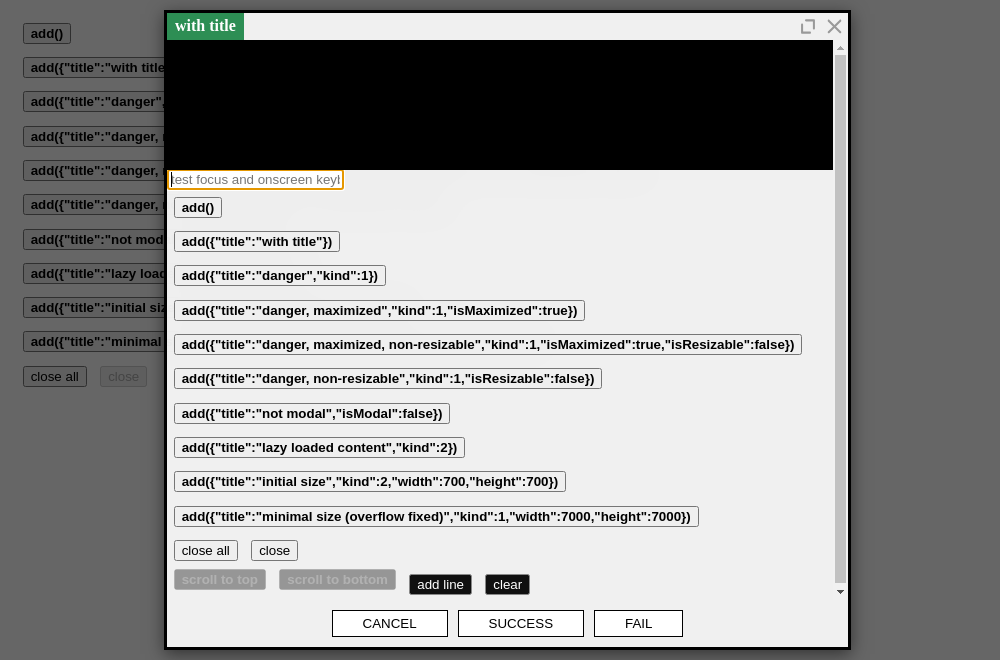 with title
add()
add({"title":"with title
add({"title":"danger",
add({"title":"danger,
add({"title":"danger,
add({"title":"danger,
add({"title":"not mod
add({"title":"lazy load
add({"title":"initial siz
add({"title":"minimal
close all close
test focus and onscreen key
add()
add({"title":"with title"})
add({"title":"danger","kind":1})
add({"title":"danger, maximized","kind":1,"isMaximized":true})
add({"title":"danger, maximized, non-resizable","kind":1,"isMaximized":true,"isResizable":false})
add({"title":"danger, non-resizable","kind":1,"isResizable":false})
add({"title":"not modal","isModal":false})
add({"title":"lazy loaded content","kind":2})
add({"title":"initial size","kind":2,"width":700,"height":700})
add({"title":"minimal size (overflow fixed)","kind":1,"width":7000,"height":7000})
close all close
scroll to top scroll to bottom add line clear
CANCEL SUCCESS FAIL